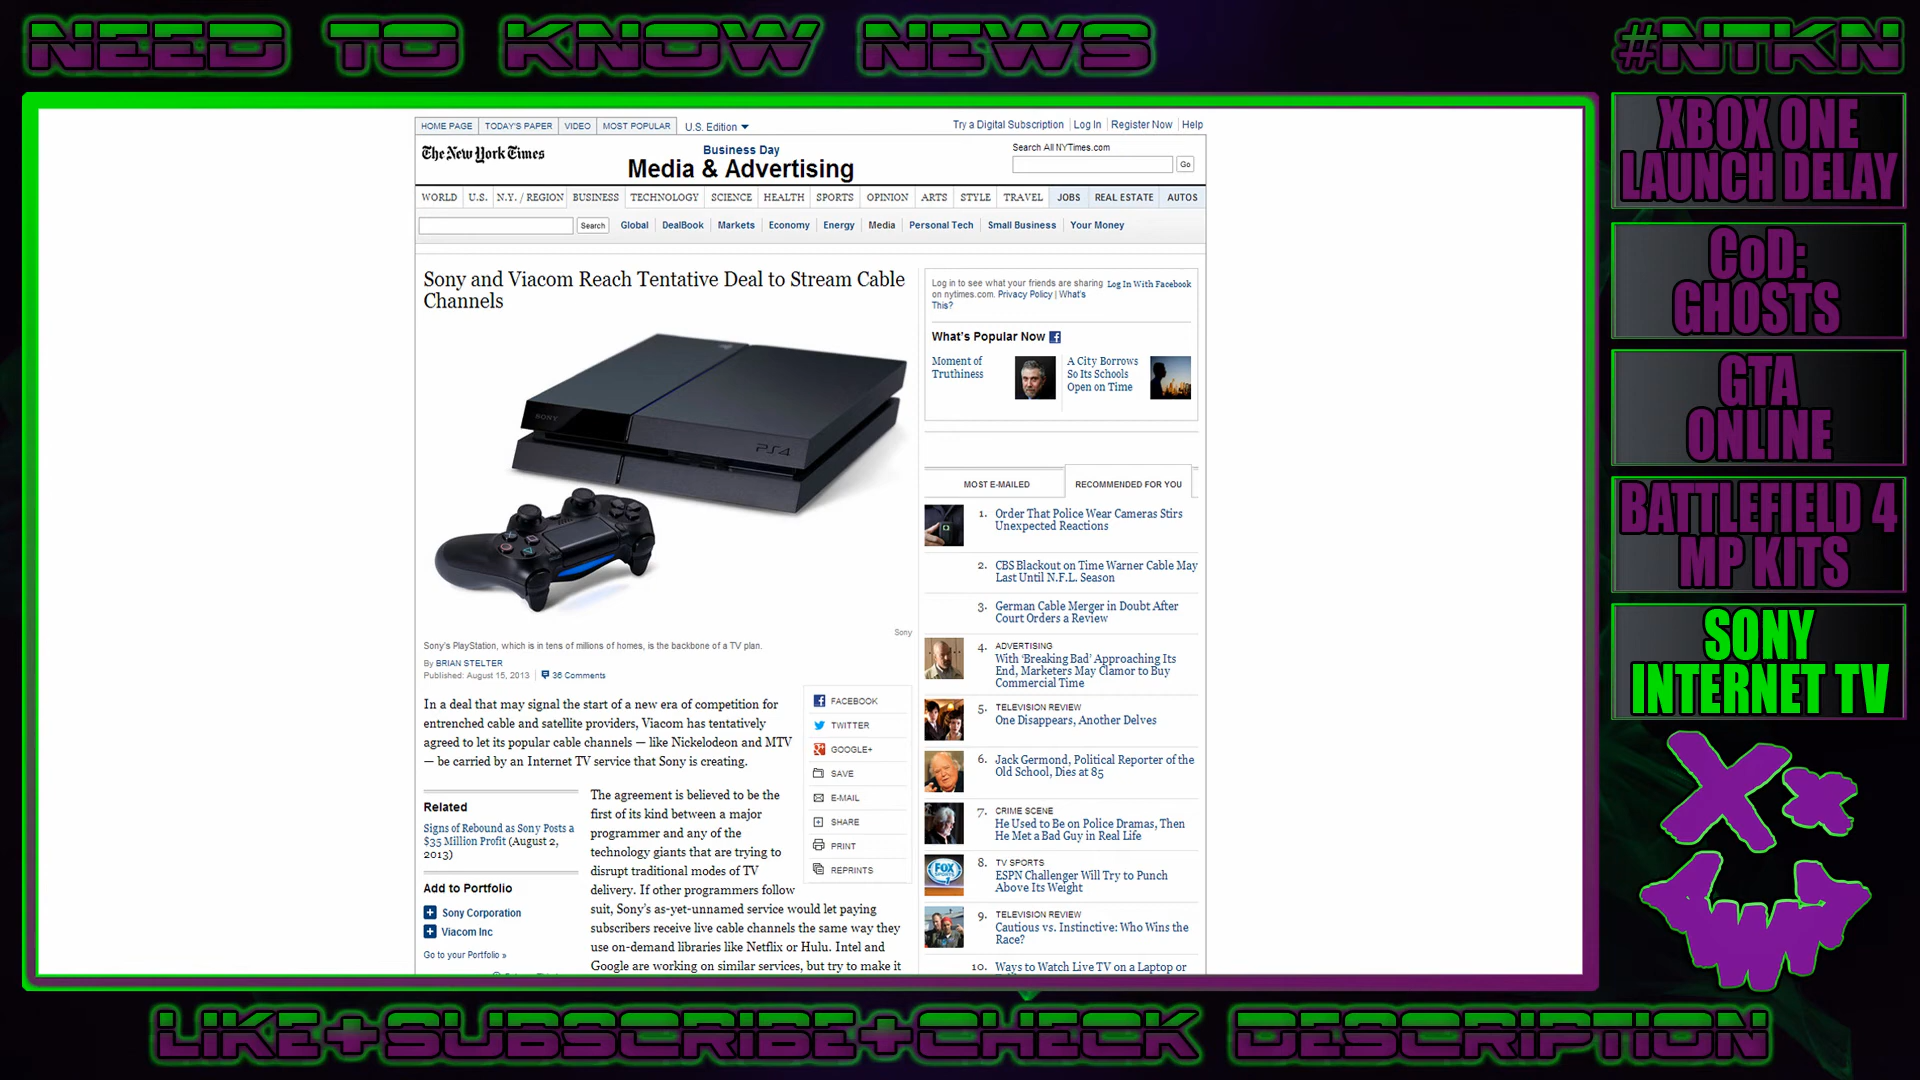 NEED TO KNOW NEWS
#NTKN
HOME PAGE TODAY'S PAPER VIDEO MOST POPULAR U.S. Edition
Try a Digital Subscription Log In Register Now Help
The New York Times
Business Day
Media & Advertising
Search All NYTimes.com
Go
WORLD U.S. N.Y. / REGION BUSINESS TECHNOLOGY SCIENCE HEALTH SPORTS OPINION ARTS STYLE TRAVEL JOBS REAL ESTATE AUTOS
Search Global DealBook Markets Economy Energy Media Personal Tech Small Business Your Money
Sony and Viacom Reach Tentative Deal to Stream Cable
Channels
SONY
PS4
Sony
Sony's PlayStation, which is in tens of millions of homes, is the backbone of a TV plan.
By BRIAN STELTER
Published: August 15, 2013 36 Comments
In a deal that may signal the start of a new era of competition for
entrenched cable and satellite providers, Viacom has tentatively
agreed to let its popular cable channels — like Nickelodeon and MTV
— be carried by an Internet TV service that Sony is creating.
FACEBOOK
TWITTER
GOOGLE+
SAVE
E-MAIL
SHARE
PRINT
REPRINTS
Related
Signs of Rebound as Sony Posts a
$35 Million Profit (August 2,
2013)
Add to Portfolio
Sony Corporation
Viacom Inc
Go to your Portfolio »
The agreement is believed to be the
first of its kind between a major
programmer and any of the
technology giants that are trying to
disrupt traditional modes of TV
delivery. If other programmers follow
suit, Sony's as-yet-unnamed service would let paying
subscribers receive live cable channels the same way they
use on-demand libraries like Netflix or Hulu. Intel and
Google are working on similar services, but try to make it
Log in to see what your friends are sharing
on nytimes.com. Privacy Policy | What's
This?
Log In With Facebook
What's Popular Now
Moment of
Truthiness
A City Borrows
So Its Schools
Open on Time
MOST E-MAILED RECOMMENDED FOR YOU
1. Order That Police Wear Cameras Stirs
Unexpected Reactions
2. CBS Blackout on Time Warner Cable May
Last Until N.F.L. Season
3. German Cable Merger in Doubt After
Court Orders a Review
4. ADVERTISING
With 'Breaking Bad' Approaching Its
End, Marketers May Clamor to Buy
Commercial Time
5. TELEVISION REVIEW
One Disappears, Another Delves
6. Jack Germond, Political Reporter of the
Old School, Dies at 85
7. CRIME SCENE
He Used to Be on Police Dramas, Then
He Met a Bad Guy in Real Life
FOX
8. TV SPORTS
ESPN Challenger Will Try to Punch
Above Its Weight
9. TELEVISION REVIEW
Cautious vs. Instinctive: Who Wins the
Race?
10. Ways to Watch Live TV on a Laptop or
XBOX ONE
LAUNCH DELAY
CoD:
GHOSTS
GTA
ONLINE
BATTLEFIELD 4
MP KITS
SONY
INTERNET TV
LIKE+SUBSCRIBE+CHECK DESCRIPTION